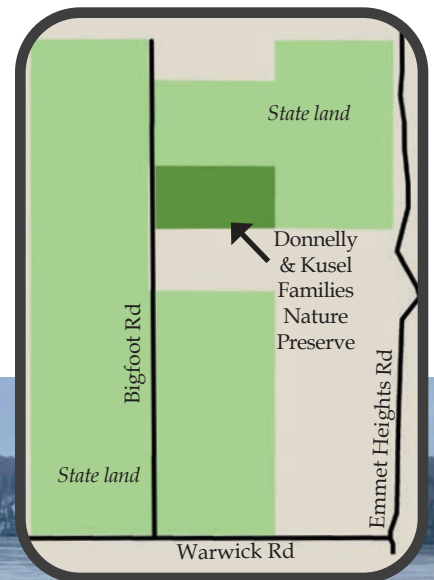 State land
Donnelly
& Kusel
Families
Nature
Preserve
Bigfoot Rd
Emmet Heights Rd
State land
Warwick Rd